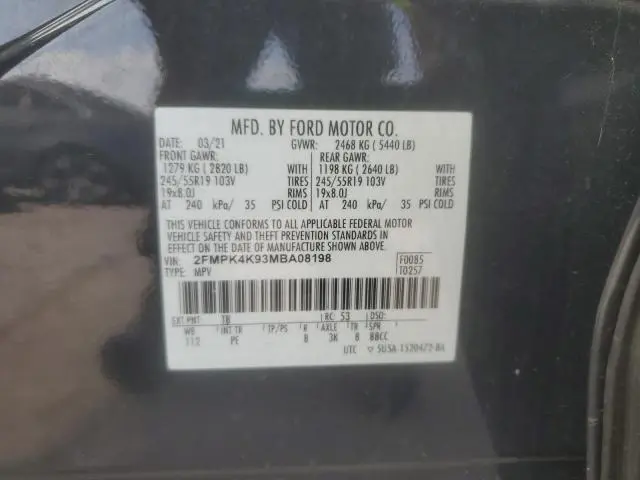 MFD. BY FORD MOTOR CO.
DATE: 03/21 GVWR: 2468 KG ( 5440 LB)
FRONT GAWR: REAR GAWR:
1279 KG ( 2820 LB) WITH 1198 KG ( 2640 LB) WITH
245/55R19 103V TIRES 245/55R19 103V TIRES
19x8.0J RIMS 19x8.0J RIMS
AT 240 kPa/ 35 PSI COLD AT 240 kPa/ 35 PSI COLD
THIS VEHICLE CONFORMS TO ALL APPLICABLE FEDERAL MOTOR
VEHICLE SAFETY AND THEFT PREVENTION STANDARDS IN
EFFECT ON THE DATE OF MANUFACTURE SHOWN ABOVE.
VIN: 2FMPK4K93MBA08198 F0085
TYPE: MPV T0257
EXT PNT: TB RC: 53 DSO:
WB INT TR TP/PS R AXLE TR SPR
112 PE 8 3K 8 BBCC
UTC ▽ SUSA-1520472-BA